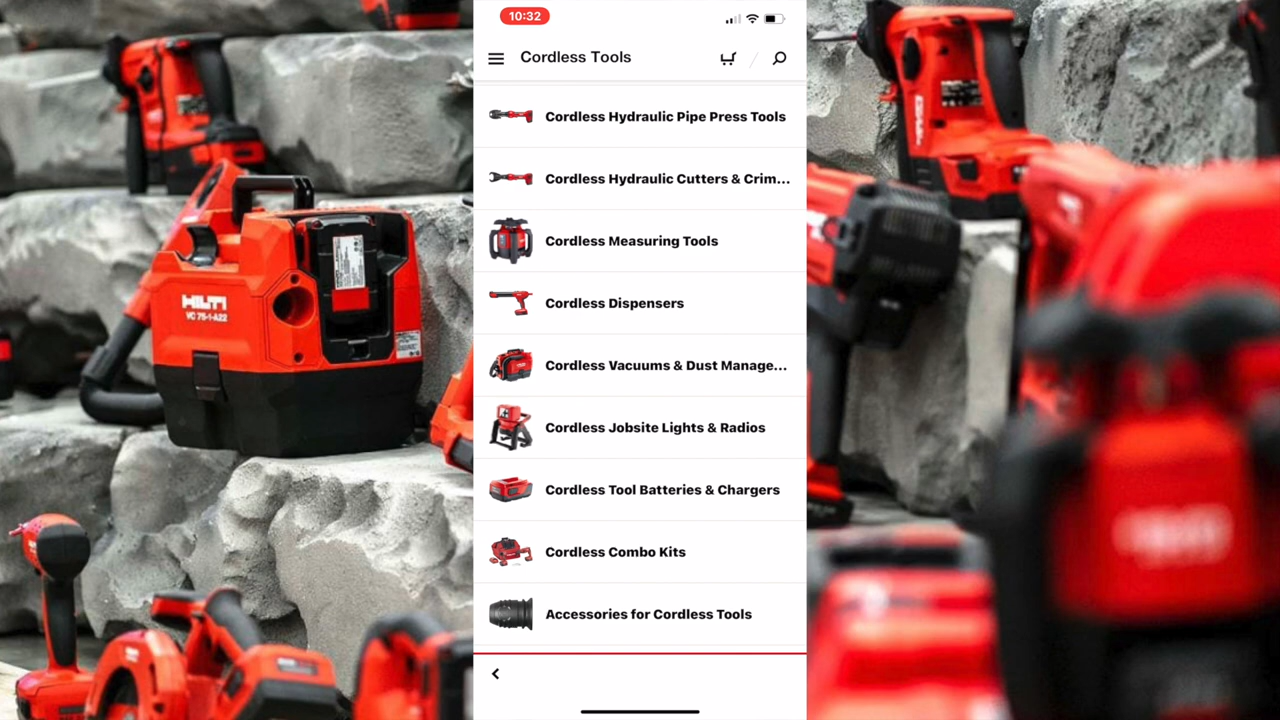 10:32
Cordless Tools
Cordless Hydraulic Pipe Press Tools
Cordless Hydraulic Cutters & Crim...
Cordless Measuring Tools
Cordless Dispensers
Cordless Vacuums & Dust Manage...
Cordless Jobsite Lights & Radios
Cordless Tool Batteries & Chargers
Cordless Combo Kits
Accessories for Cordless Tools
HILTI
VC 75-1-A22